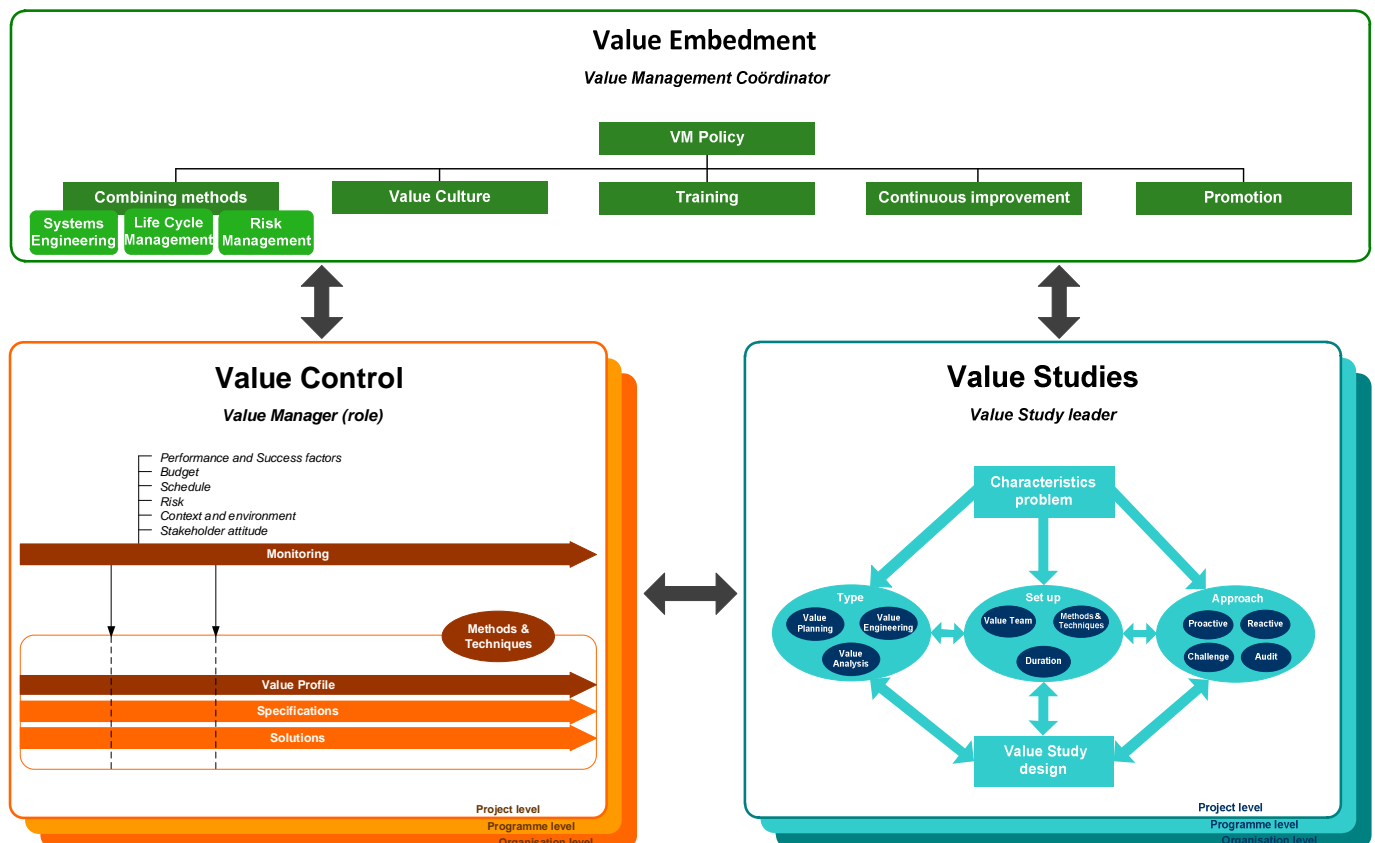 Value Embedment
Value Management Coördinator
VM Policy
Combining methods
Value Culture
Training
Continuous improvement
Promotion
Systems
Engineering
Life Cycle
Management
Risk
Management
Value Control
Value Manager (role)
Performance and Success factors
Budget
Schedule
Risk
Context and environment
Stakeholder attitude
Monitoring
Methods &
Techniques
Value Profile
Specifications
Solutions
Project level
Programme level
Organisation level
Value Studies
Value Study leader
Characteristics
problem
Type
Value
Planning
Value
Engineering
Value
Analysis
Set up
Value Team
Methods &
Techniques
Duration
Approach
Proactive
Reactive
Challenge
Audit
Value Study
design
Project level
Programme level
Organisation level